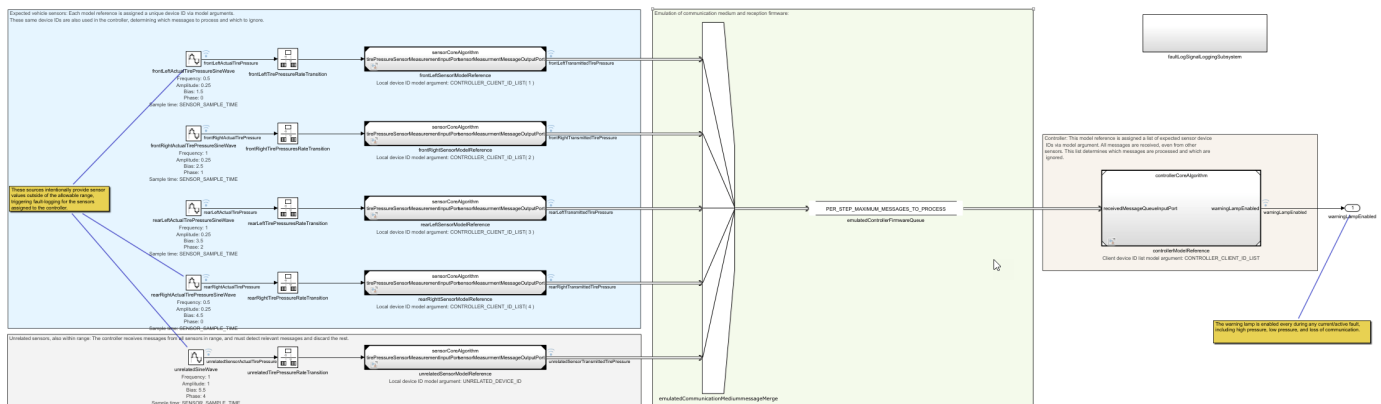 Expected vehicle sensors: Each model reference is assigned a unique device ID via model arguments.
These same device IDs are also used in the controller, determining which messages to process and which to ignore.
frontLeftActualTirePressure
frontLeftActualTirePressureSineWave
Frequency: 0.5
Amplitude: 0.25
Bias: 1.5
Phase: 0
Sample time: SENSOR_SAMPLE_TIME
frontLeftTirePressureRateTransition
sensorCoreAlgorithm
tirePressureSensorMeasurementInputPort
sensorMeasurmentMessageOutputPort
frontLeftSensorModelReference
Local device ID model argument: CONTROLLER_CLIENT_ID_LIST( 1 )
frontLeftTransmittedTirePressure
frontRightActualTirePressure
frontRightActualTirePressureSineWave
Frequency: 1
Amplitude: 0.25
Bias: 2.5
Phase: 1
Sample time: SENSOR_SAMPLE_TIME
frontRightTirePressuresRateTransition
sensorCoreAlgorithm
tirePressureSensorMeasurementInputPort
sensorMeasurmentMessageOutputPort
frontRightSensorModelReference
Local device ID model argument: CONTROLLER_CLIENT_ID_LIST( 2 )
frontRightTransmittedTirePressure
These sources intentionally provide sensor
values outside of the allowable range,
triggering fault-logging for the sensors
assigned to the controller.
rearLeftActualTirePressure
rearLeftActualTirePressureSineWave
Frequency: 1
Amplitude: 0.25
Bias: 3.5
Phase: 2
Sample time: SENSOR_SAMPLE_TIME
rearLeftTirePressureRateTransition
sensorCoreAlgorithm
tirePressureSensorMeasurementInputPort
sensorMeasurmentMessageOutputPort
rearLeftSensorModelReference
Local device ID model argument: CONTROLLER_CLIENT_ID_LIST( 3 )
rearLeftTransmittedTirePressure
rearRightActualTirePressure
rearRightActualTirePressureSineWave
Frequency: 0.5
Amplitude: 0.25
Bias: 4.5
Phase: 0
Sample time: SENSOR_SAMPLE_TIME
rearRightTirePressureRateTransition
sensorCoreAlgorithm
tirePressureSensorMeasurementInputPort
sensorMeasurmentMessageOutputPort
rearRightSensorModelReference
Local device ID model argument: CONTROLLER_CLIENT_ID_LIST( 4 )
rearRightTransmittedTirePressure
Unrelated sensors, also within range: The controller receives messages from all sensors in range, and must detect relevant messages and discard the rest.
unrelatedSensorActualTirePressure
unrelatedSineWave
Frequency: 1
Amplitude: 1
Bias: 5.5
Phase: 4
Sample time: SENSOR_SAMPLE_TIME
unrelatedTirePressureRateTransition
sensorCoreAlgorithm
tirePressureSensorMeasurementInputPort
sensorMeasurmentMessageOutputPort
unrelatedSensorModelReference
Local device ID model argument: UNRELATED_DEVICE_ID
unrelatedSensorTransmittedTirePressure
Emulation of communication medium and reception firmware:
emulatedCommunicationMediummessageMerge
PER_STEP_MAXIMUM_MESSAGES_TO_PROCESS
emulatedControllerFirmwareQueue
faultLogSignalLoggingSubsystem
Controller: This model reference is assigned a list of expected sensor device
IDs via model argument. All messages are received, even from other
sensors. This list determines which messages are processed and which are
ignored.
controllerCoreAlgorithm
receivedMessageQueueInputPort
warningLampEnabled
controllerModelReference
Client device ID list model argument: CONTROLLER_CLIENT_ID_LIST
warningLampEnabled
1
warningLampEnabled
The warning lamp is enabled every during any current/active fault,
including high pressure, low pressure, and loss of communication.